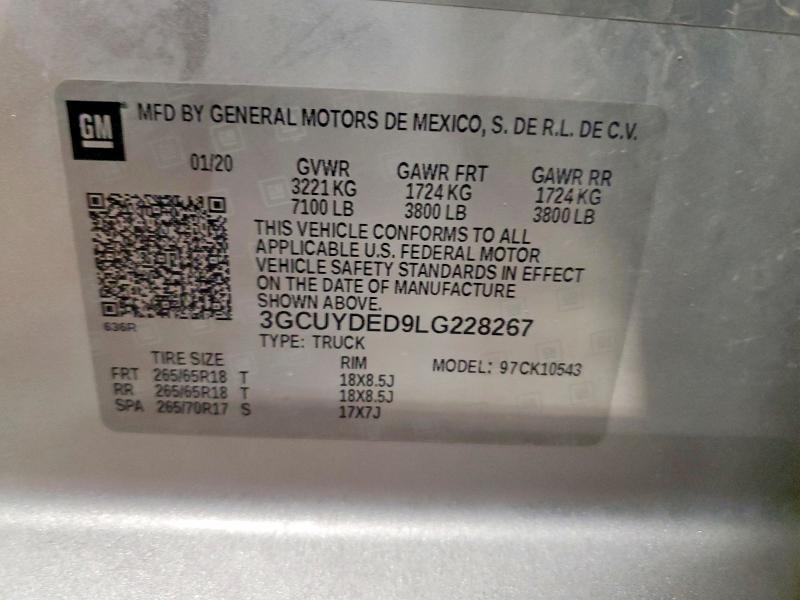 GM MFD BY GENERAL MOTORS DE MEXICO, S. DE R.L. DE C.V.
01/20 GVWR GAWR FRT GAWR RR
3221 KG 1724 KG 1724 KG
7100 LB 3800 LB 3800 LB
THIS VEHICLE CONFORMS TO ALL
APPLICABLE U.S. FEDERAL MOTOR
VEHICLE SAFETY STANDARDS IN EFFECT
ON THE DATE OF MANUFACTURE
SHOWN ABOVE.
3GCUYDED9LG228267
636R
TYPE: TRUCK
TIRE SIZE RIM MODEL: 97CK10543
FRT 265/65R18 T 18X8.5J
RR 265/65R18 T 18X8.5J
SPA 265/70R17 S 17X7J